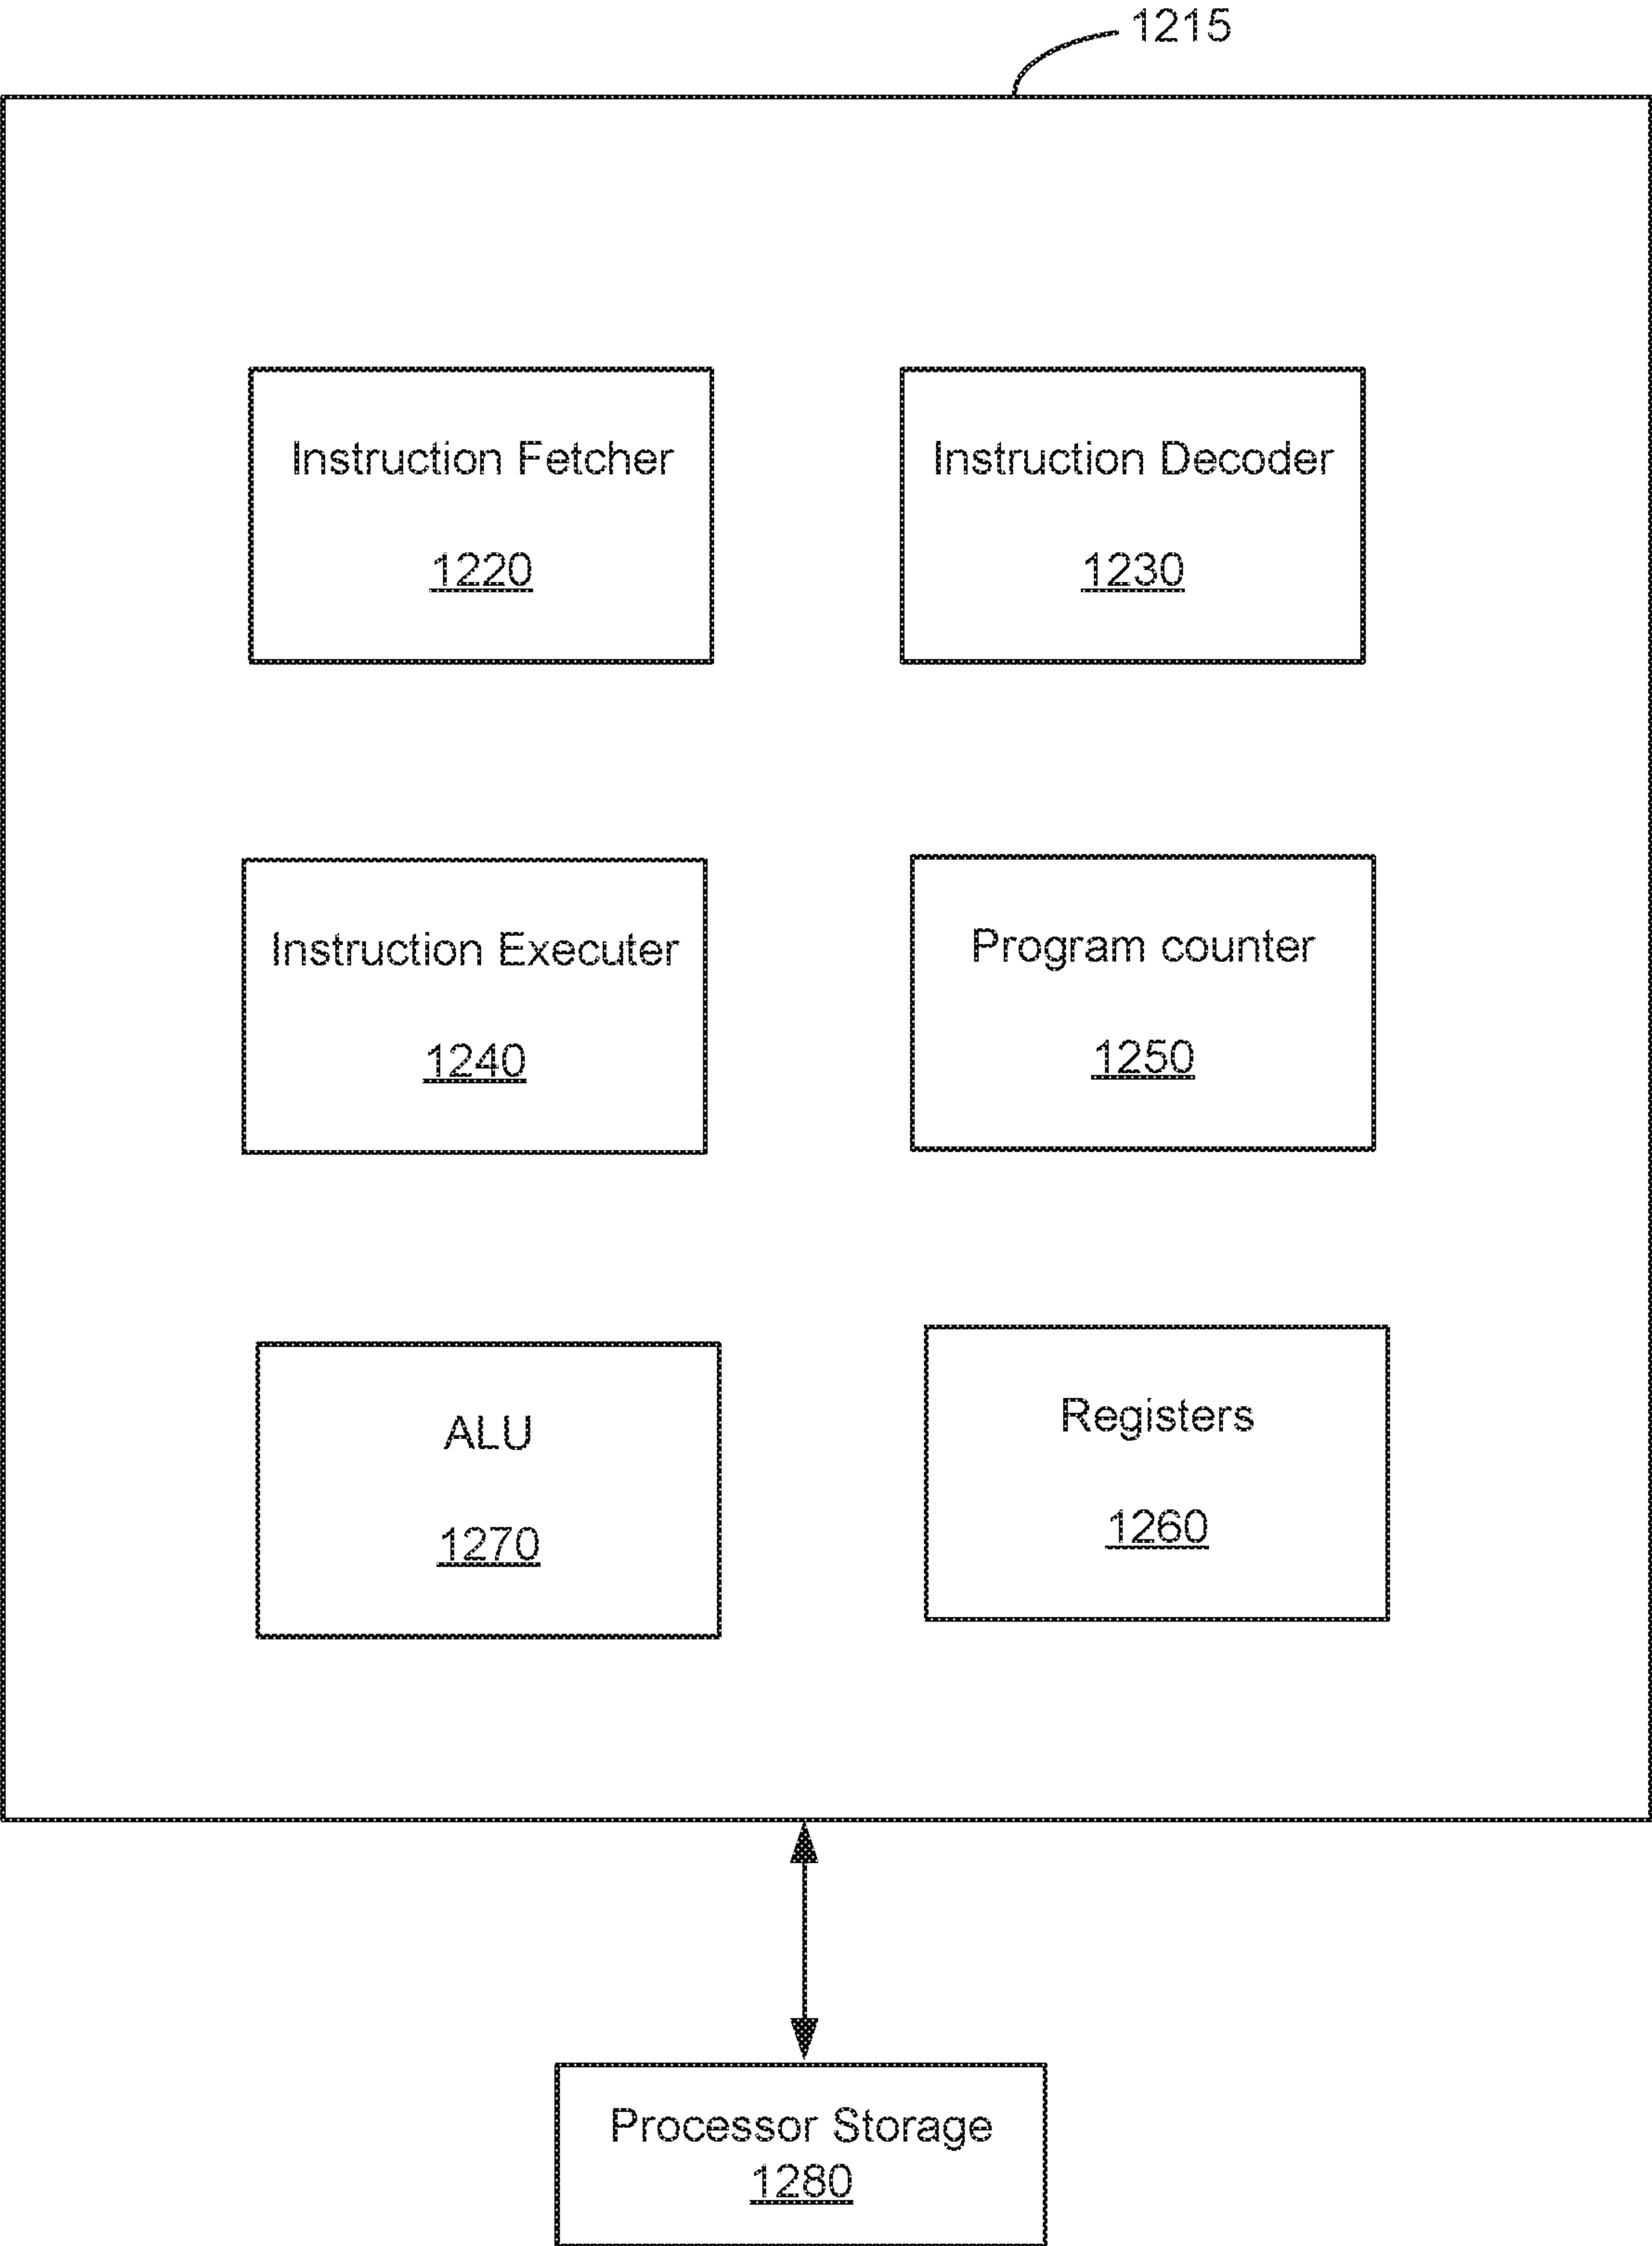 1215
Instruction Fetcher
1220
Instruction Decoder
1230
Instruction Executer
1240
Program counter
1250
ALU
1270
Registers
1260
Processor Storage
1280